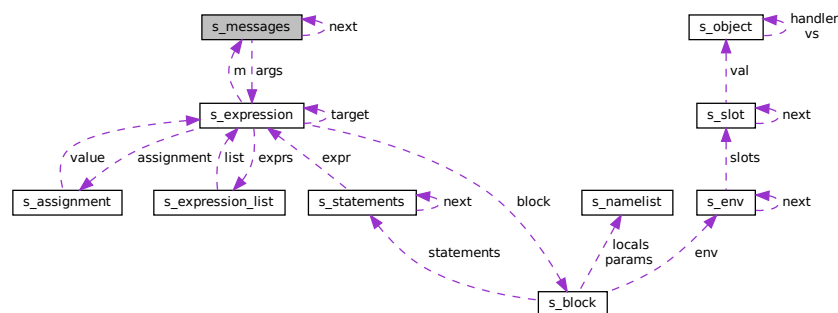 s_messages
next
s_object
handler
vs
m
args
val
s_expression
target
s_slot
next
value
assignment
list
exprs
expr
block
slots
s_assignment
s_expression_list
s_statements
next
s_namelist
s_env
next
statements
locals
params
env
s_block